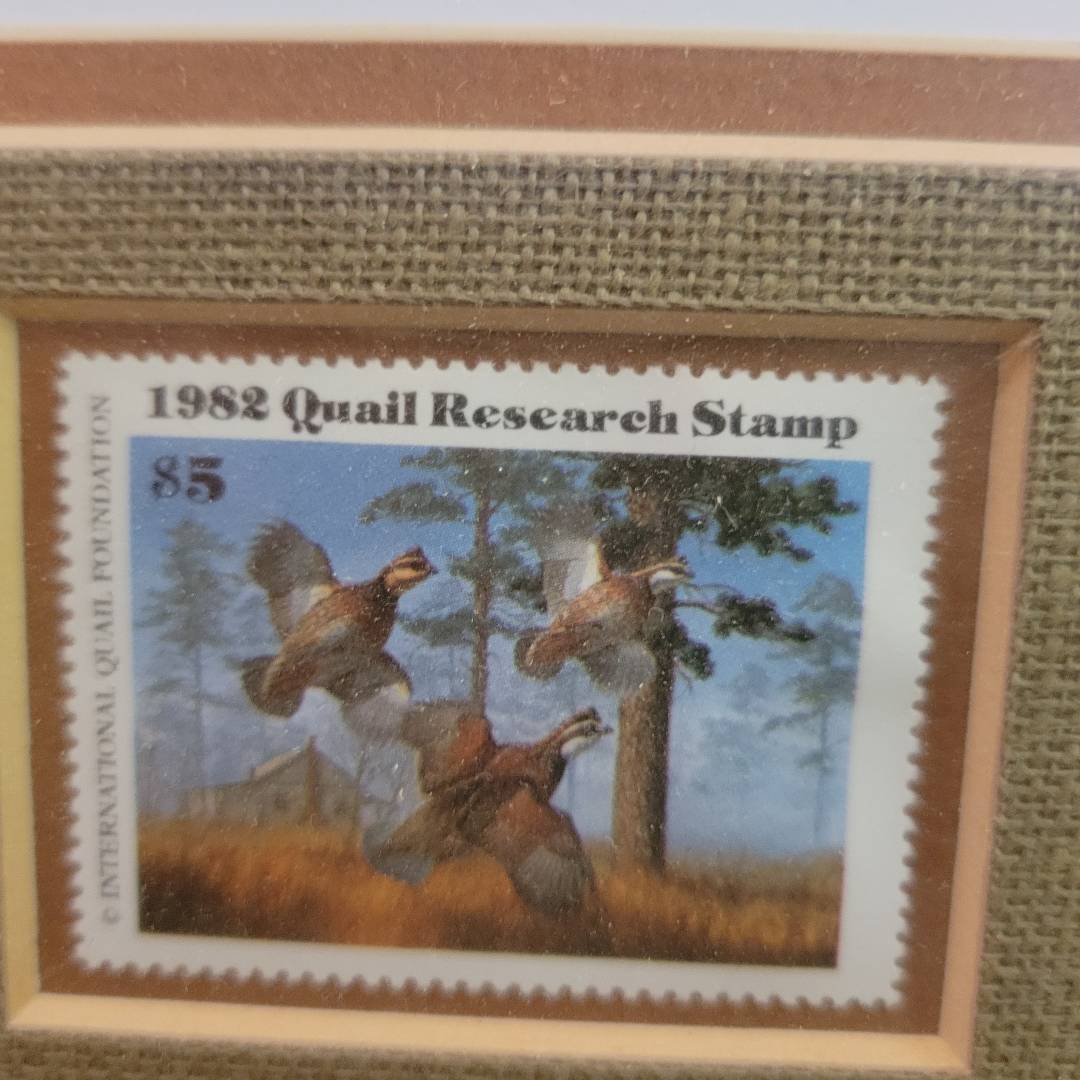 1982 Quail Research Stamp
$5
© INTERNATIONAL QUAIL FOUNDATION